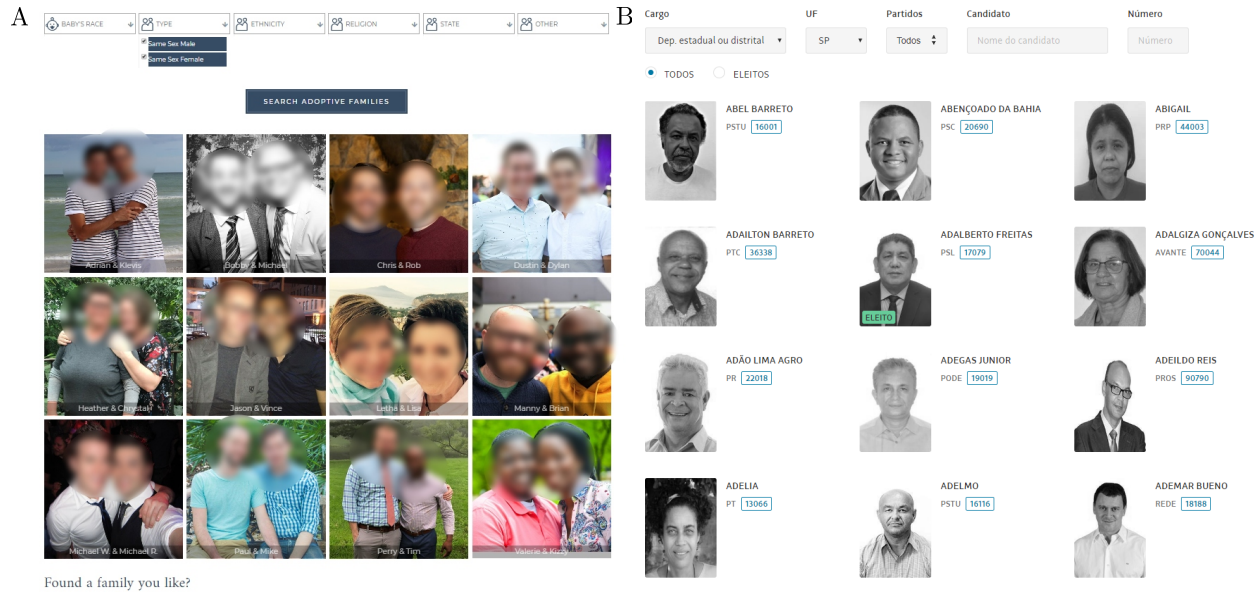 A
BABY'S RACE
TYPE
ETHNICITY
RELIGION
STATE
OTHER
Same Sex Male
Same Sex Female
SEARCH ADOPTIVE FAMILIES
Adrian & Klevis
Bobby & Michael
Chris & Rob
Dustin & Dylan
Heather & Chrystal
Jason & Vince
Letha & Lisa
Manny & Brian
Michael W. & Michael R.
Paul & Mike
Perry & Tim
Valerie & Kizzy
Found a family you like?
B
Cargo
UF
Partidos
Candidato
Número
Dep. estadual ou distrital
SP
Todos
Nome do candidato
Número
TODOS
ELEITOS
ABEL BARRETO
PSTU 16001
ABENÇOADO DA BAHIA
PSC 20690
ABIGAIL
PRP 44003
ADAILTON BARRETO
PTC 36338
ADALBERTO FREITAS
PSL 17079
ELEITO
ADALGIZA GONÇALVES
AVANTE 70044
ADÃO LIMA AGRO
PR 22018
ADEGAS JUNIOR
PODE 19019
ADEILDO REIS
PROS 90790
ADELIA
PT 13066
ADELMO
PSTU 16116
ADEMAR BUENO
REDE 18188